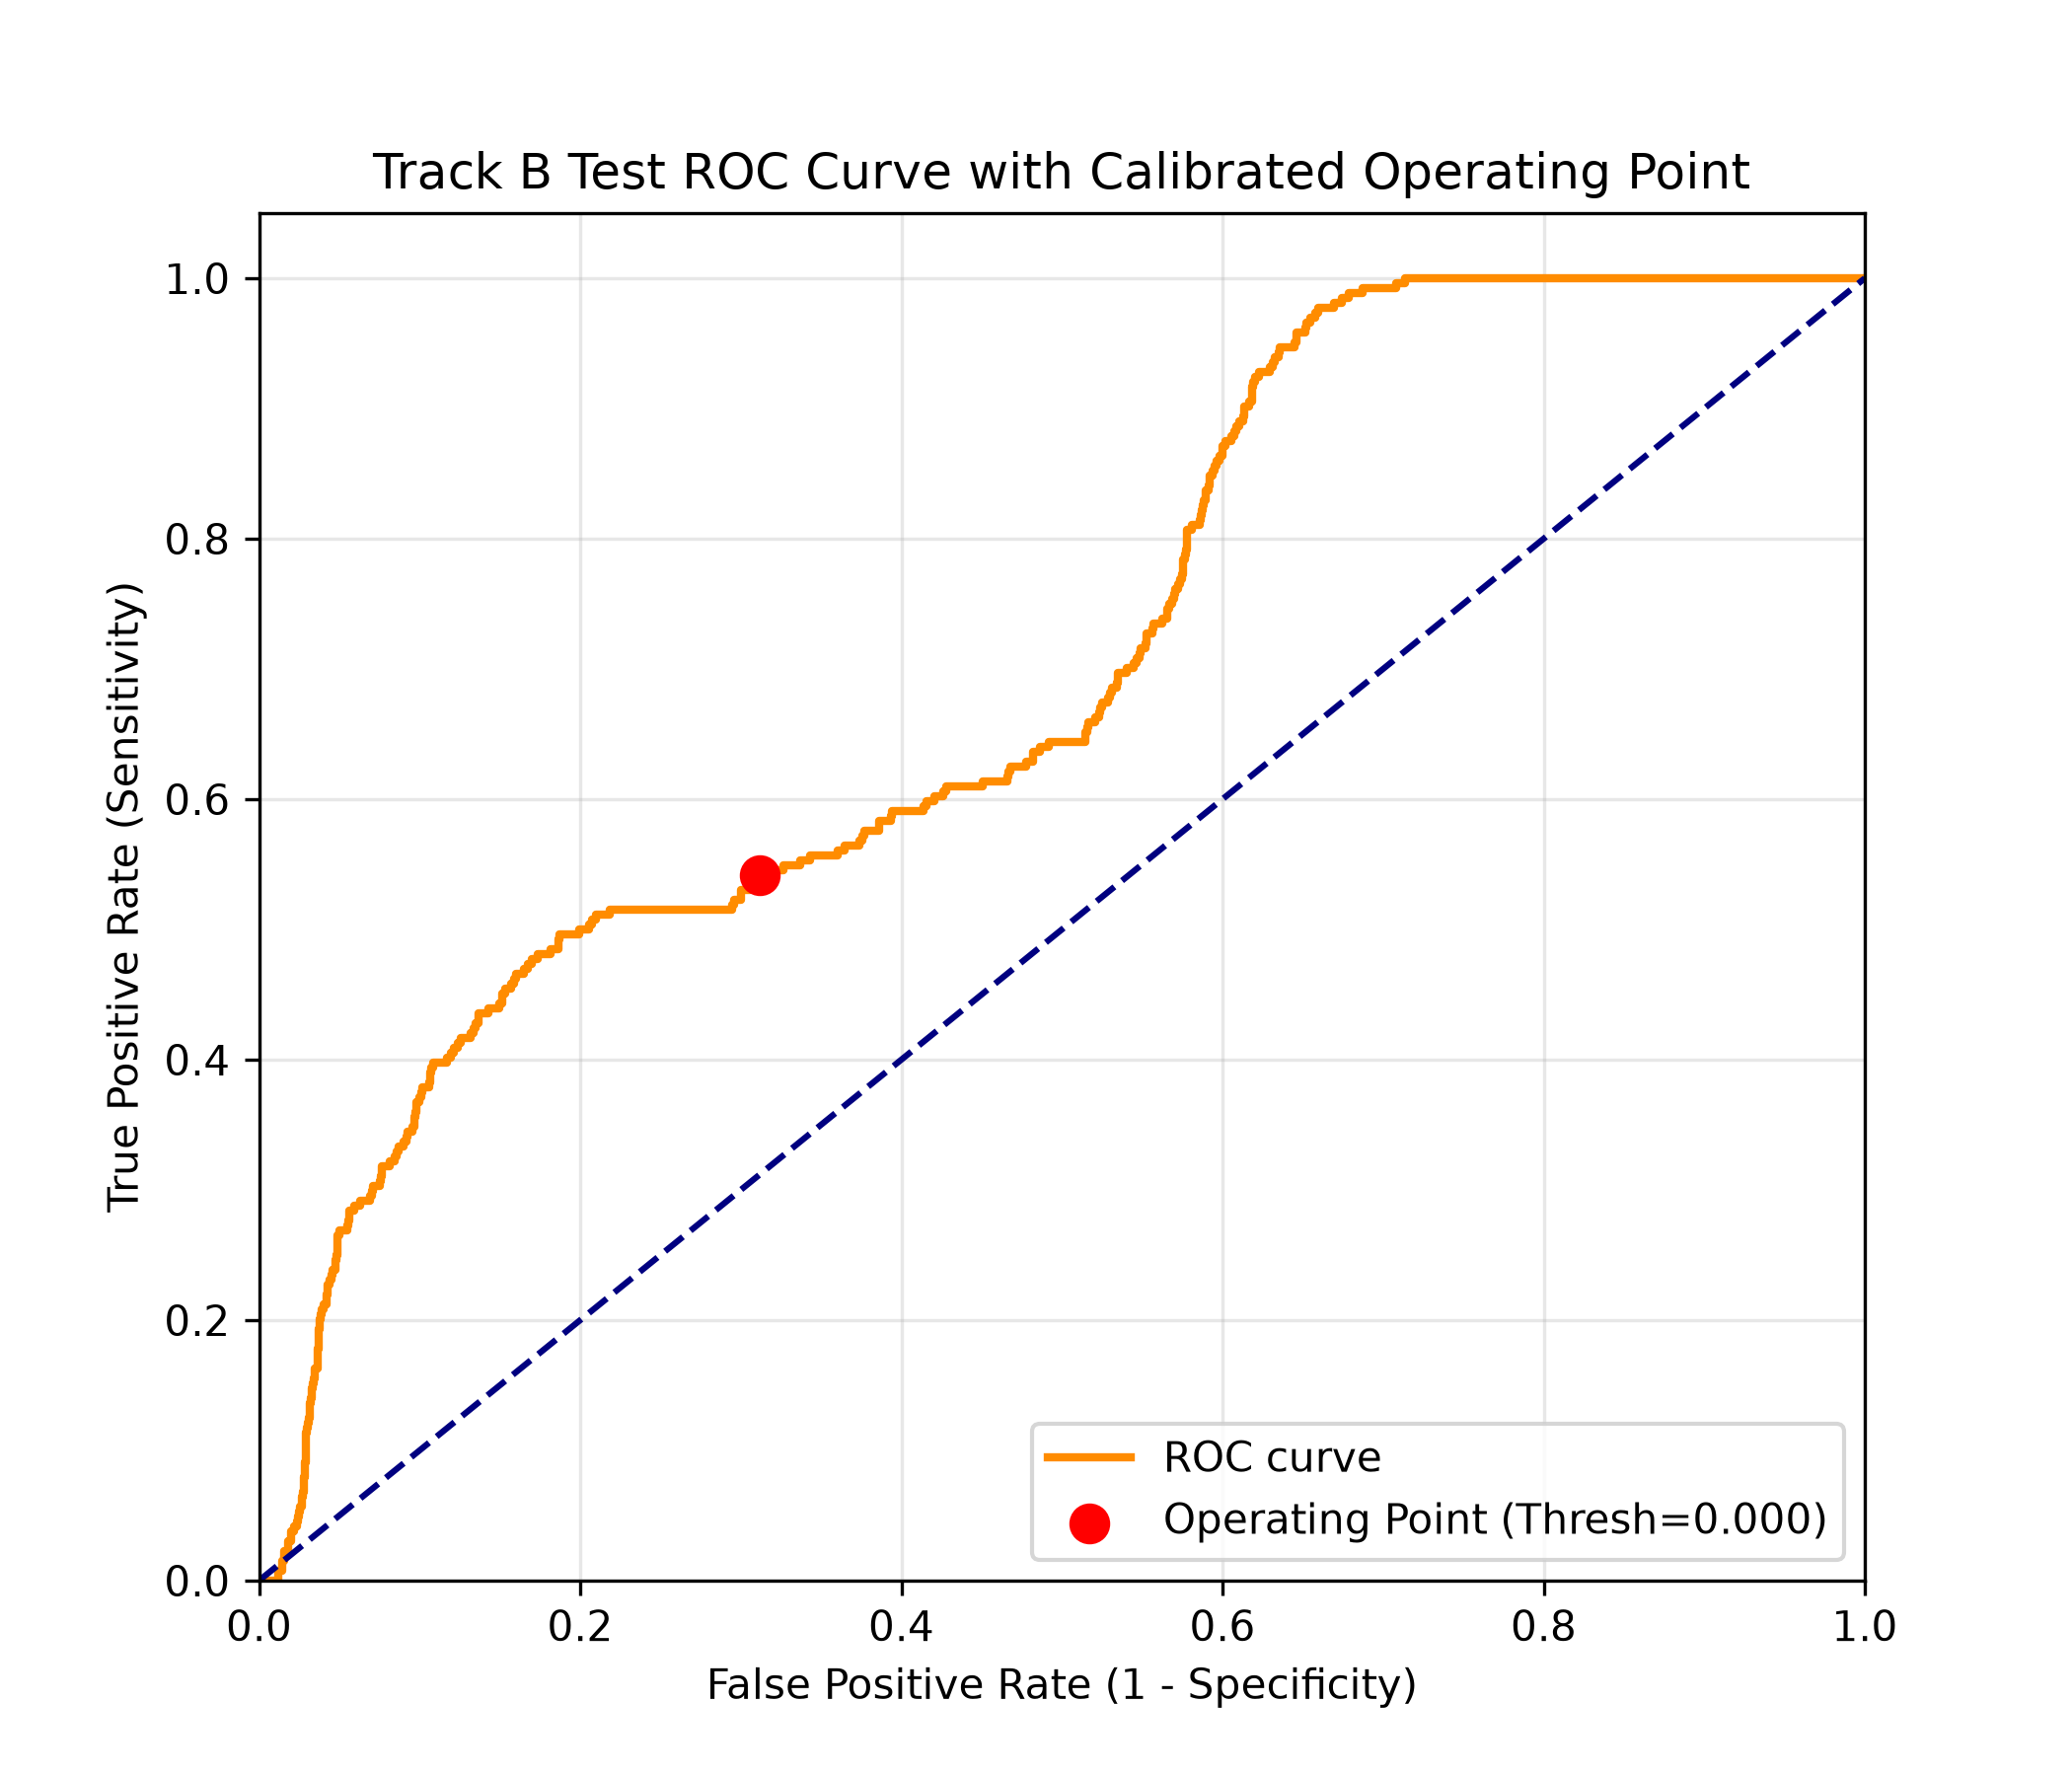 Track B Test ROC Curve with Calibrated Operating Point
True Positive Rate (Sensitivity)
1.0
0.8
0.6
0.4
0.2
0.0
0.0 0.2 0.4 0.6 0.8 1.0
False Positive Rate (1 - Specificity)
ROC curve
Operating Point (Thresh=0.000)